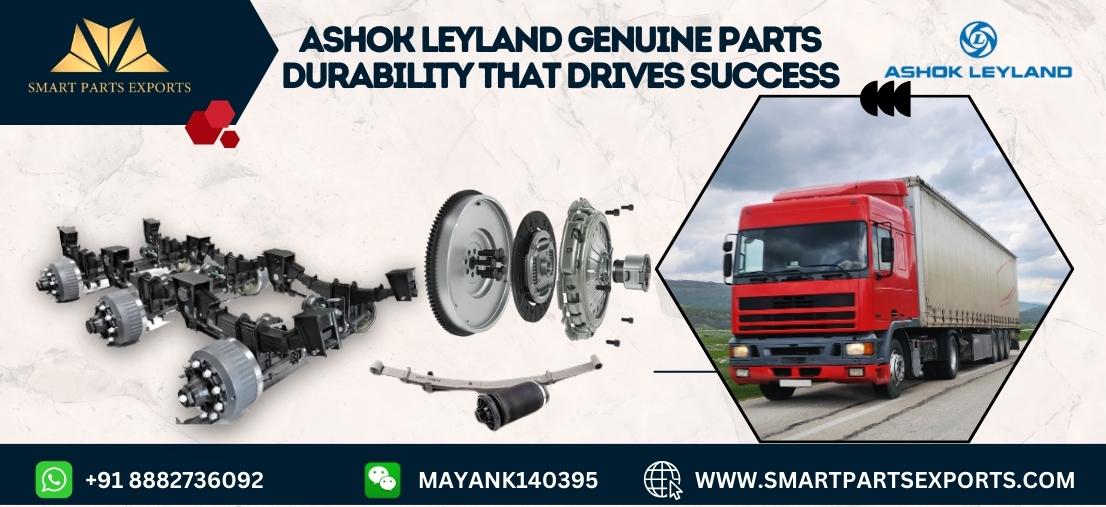 SMART PARTS EXPORTS
ASHOK LEYLAND GENUINE PARTS
DURABILITY THAT DRIVES SUCCESS
ASHOK LEYLAND
+91 8882736092
MAYANK140395
WWW.SMARTPARTSEXPORTS.COM